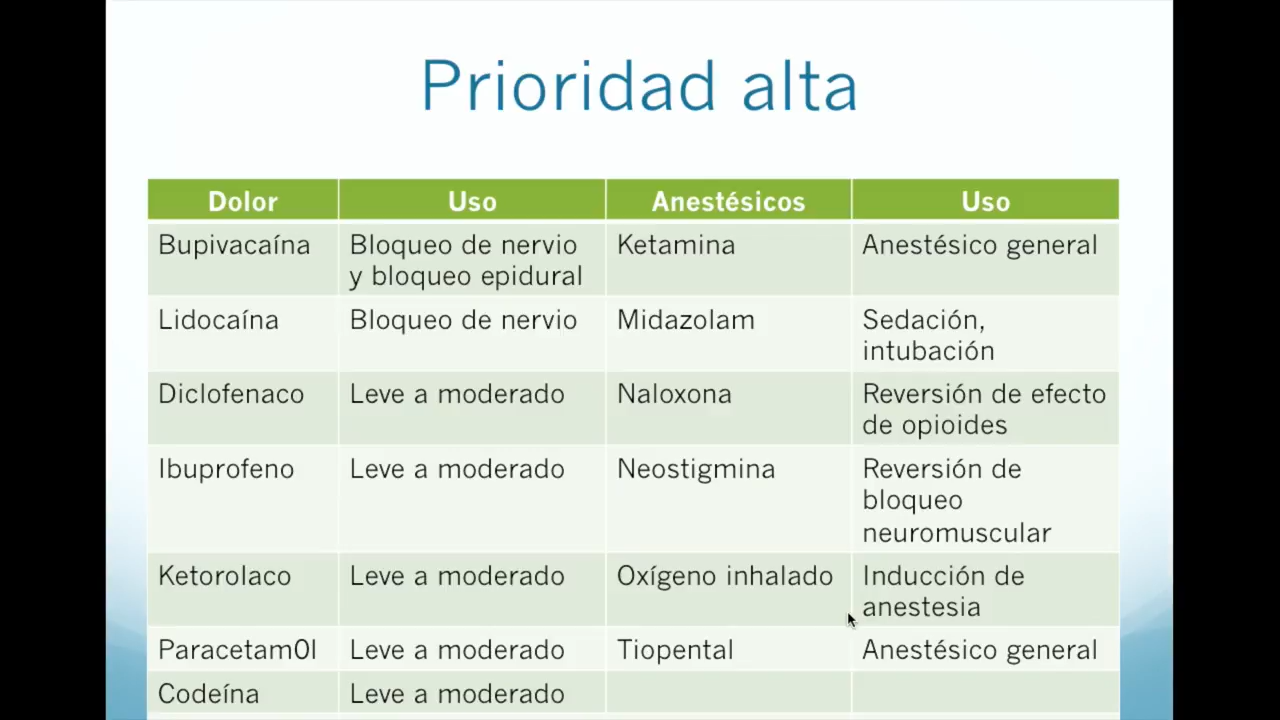 Prioridad alta
Dolor Uso Anestésicos Uso
Bupivacaína Bloqueo de nervio Ketamina Anestésico general
y bloqueo epidural
Lidocaína Bloqueo de nervio Midazolam Sedación,
intubación
Diclofenaco Leve a moderado Naloxona Reversión de efecto
de opioides
Ibuprofeno Leve a moderado Neostigmina Reversión de
bloqueo
neuromuscular
Ketorolaco Leve a moderado Oxígeno inhalado Inducción de
anestesia
Paracetam0l Leve a moderado Tiopental Anestésico general
Codeína Leve a moderado